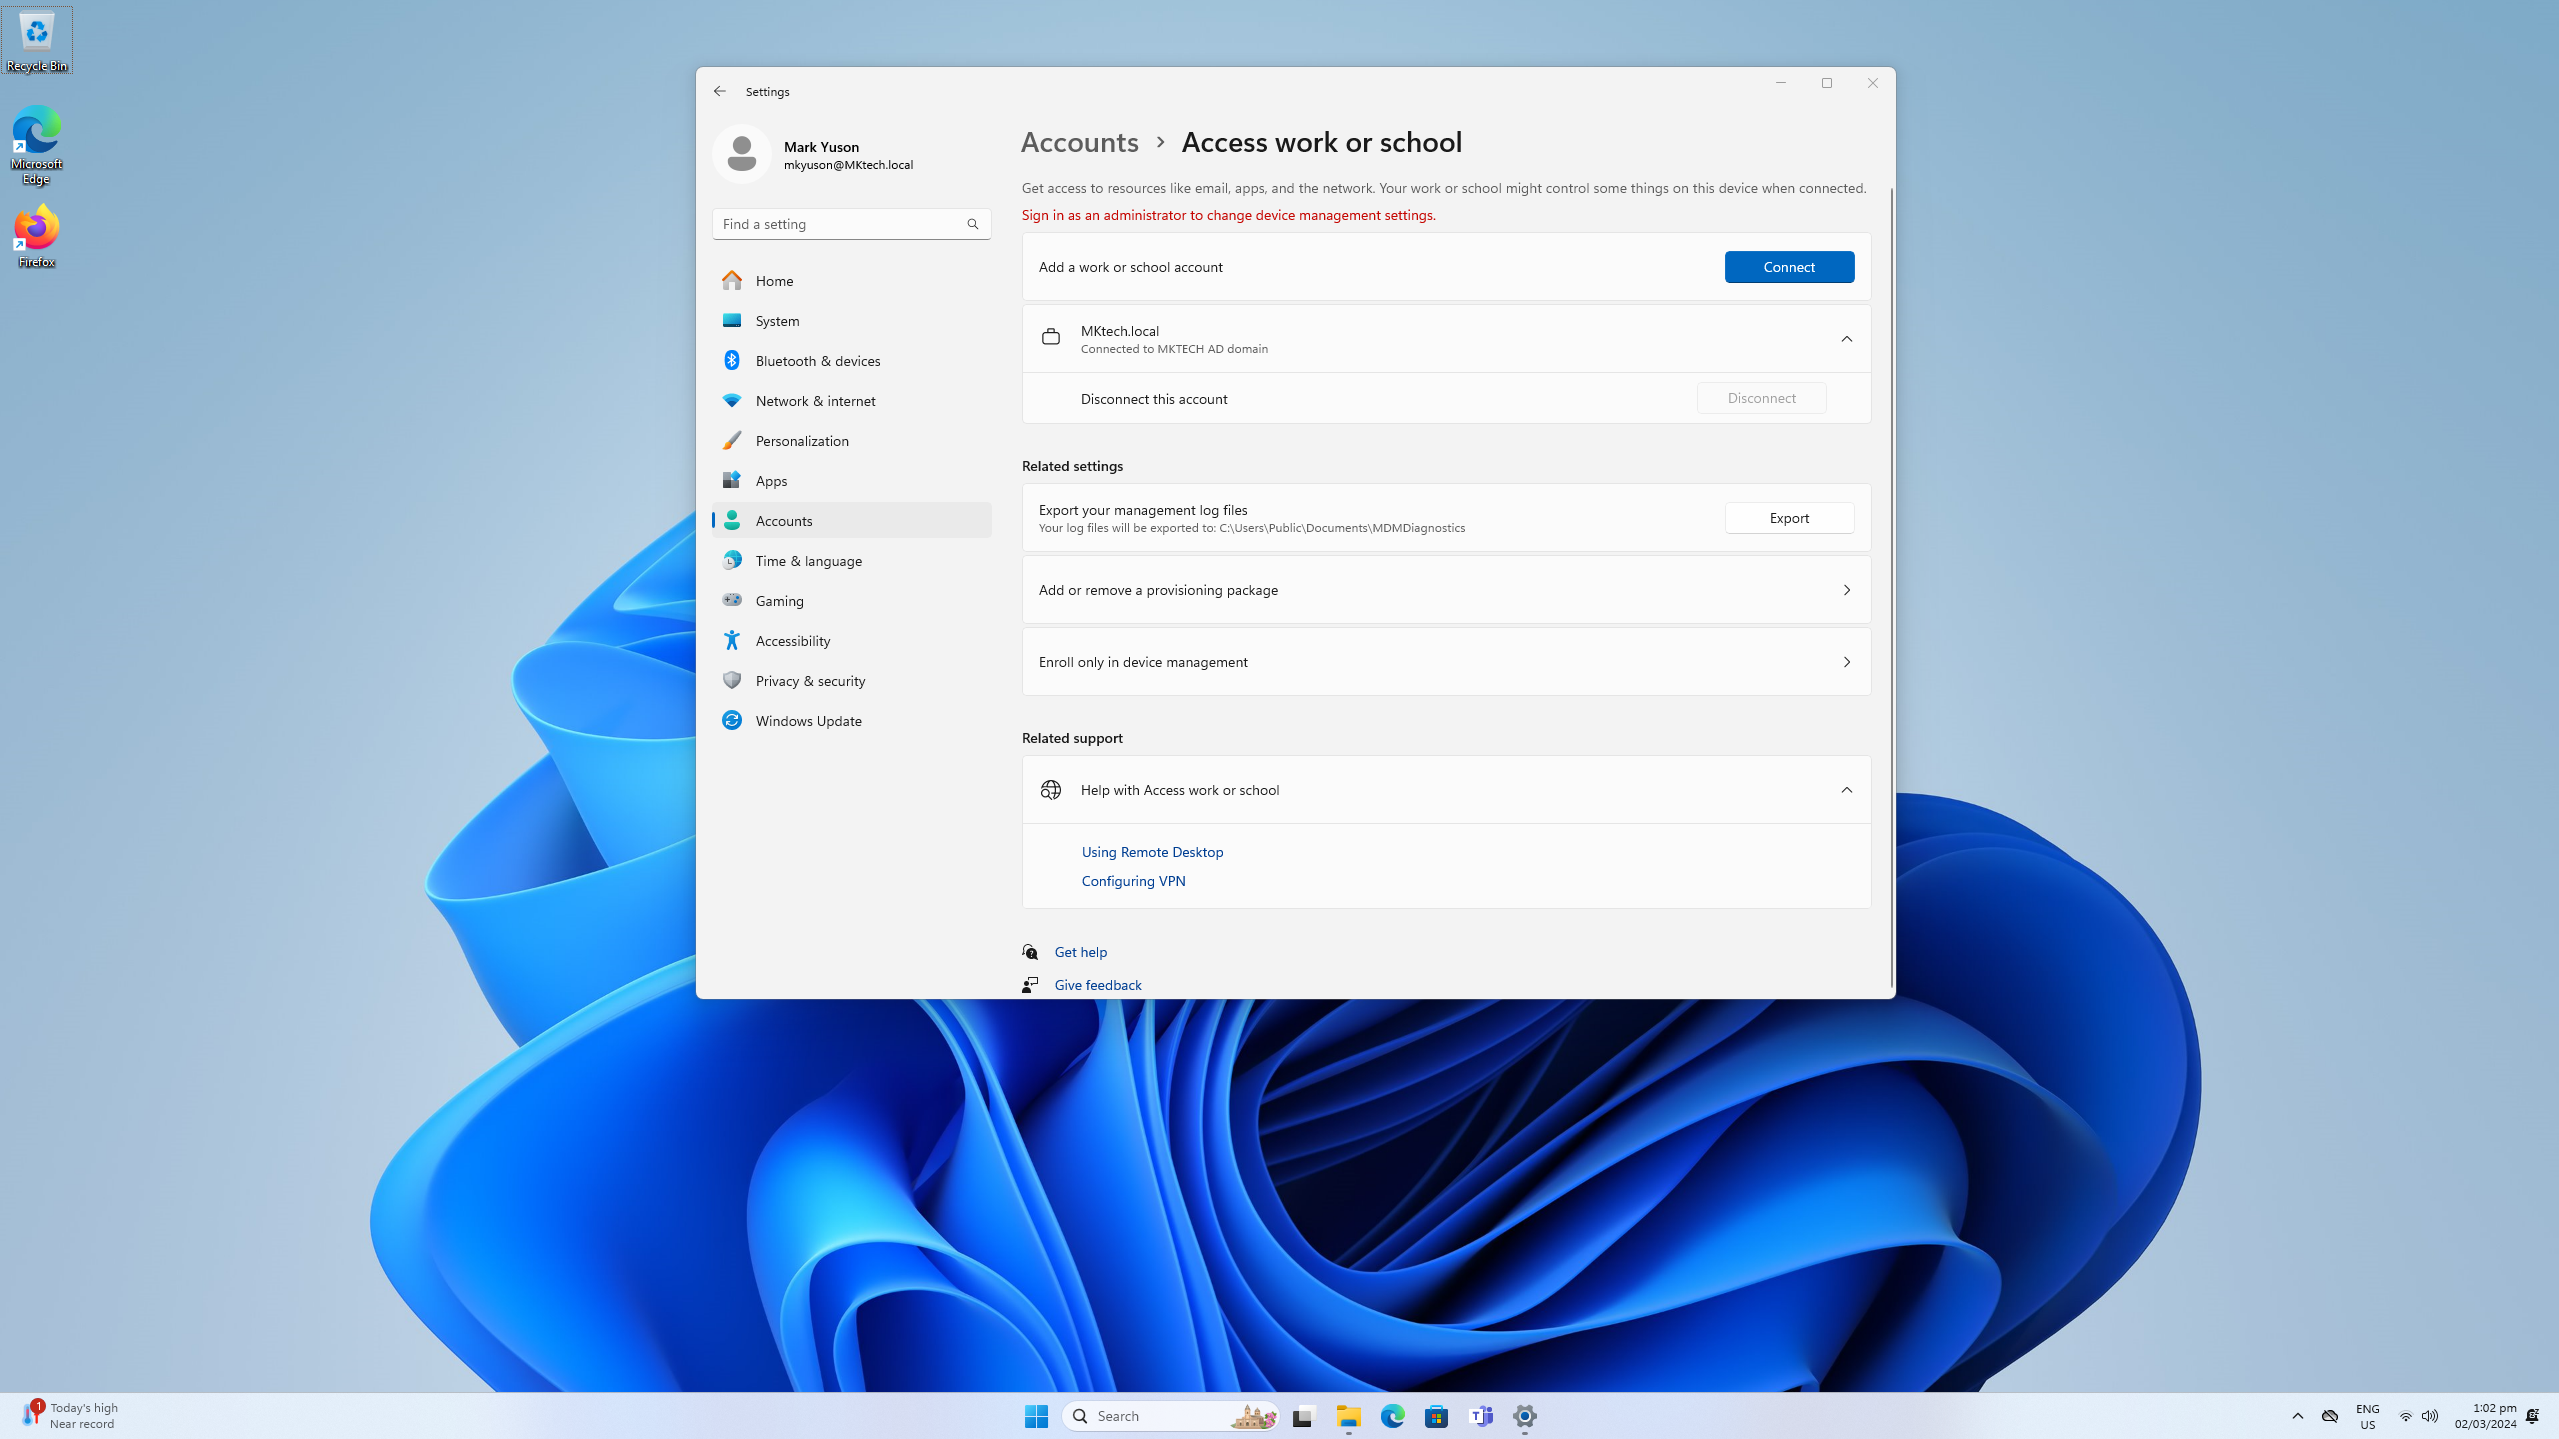 Recycle Bin
Microsoft
Edge
Firefox
Settings
Mark Yuson
mkyuson@MKtech.local
Find a setting
Home
System
Bluetooth & devices
Network & internet
Personalization
Apps
Accounts
Time & language
Gaming
Accessibility
Privacy & security
Windows Update
Accounts > Access work or school
Get access to resources like email, apps, and the network. Your work or school might control some things on this device when connected.
Sign in as an administrator to change device management settings.
Add a work or school account
Connect
MKtech.local
Connected to MKTECH AD domain
Disconnect this account
Disconnect
Related settings
Export your management log files
Your log files will be exported to: C:\Users\Public\Documents\MDMDiagnostics
Export
Add or remove a provisioning package
Enroll only in device management
Related support
Help with Access work or school
Using Remote Desktop
Configuring VPN
Get help
Give feedback
1
Today's high
Near record
Search
ENG
US
1:02 pm
02/03/2024